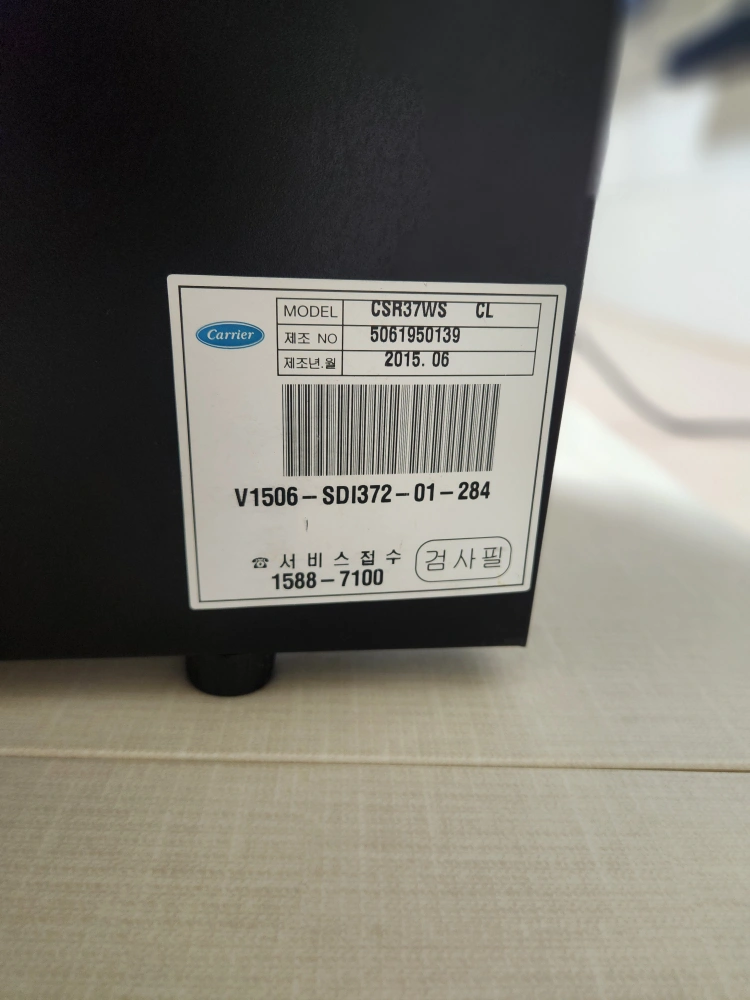 Carrier
MODEL CSR37WS CL
제조 NO 5061950139
제조년.월 2015. 06
V1506-SDI372-01-284
☎ 서비스접수
1588-7100
검사필